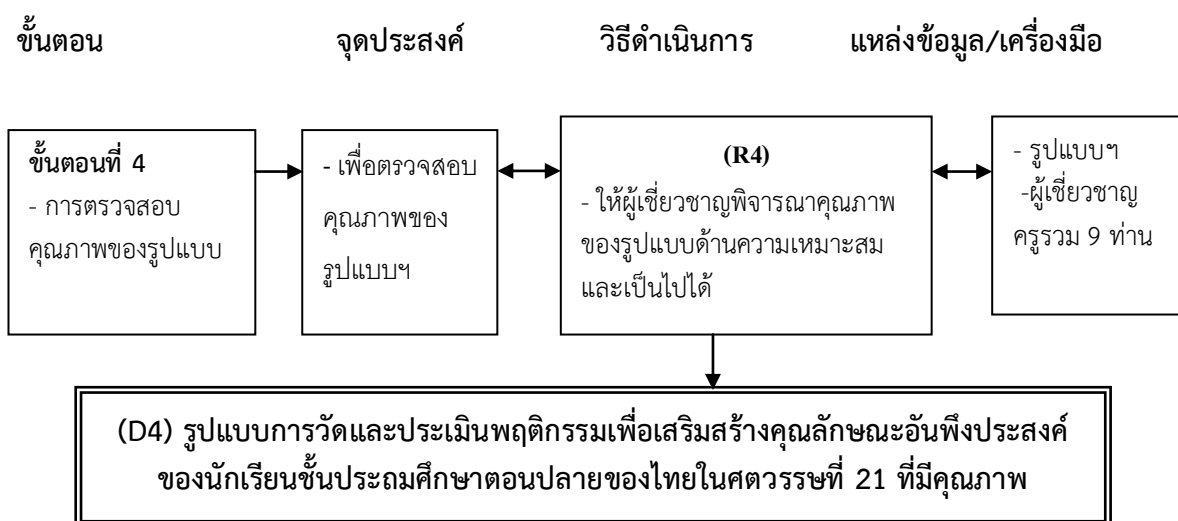 ขั้นตอน จุดประสงค์ วิธีดำเนินการ แหล่งข้อมูล/เครื่องมือ
ขั้นตอนที่ 4
- การตรวจสอบ
คุณภาพของรูปแบบ
- เพื่อตรวจสอบ
คุณภาพของ
รูปแบบฯ
(R4)
- ให้ผู้เชี่ยวชาญพิจารณาคุณภาพ
ของรูปแบบด้านความเหมาะสม
และเป็นไปได้
- รูปแบบฯ
-ผู้เชี่ยวชาญ
ครูรวม 9 ท่าน
(D4) รูปแบบการวัดและประเมินพฤติกรรมเพื่อเสริมสร้างคุณลักษณะอันพึงประสงค์
ของนักเรียนชั้นประถมศึกษาตอนปลายของไทยในศตวรรษที่ 21 ที่มีคุณภาพ